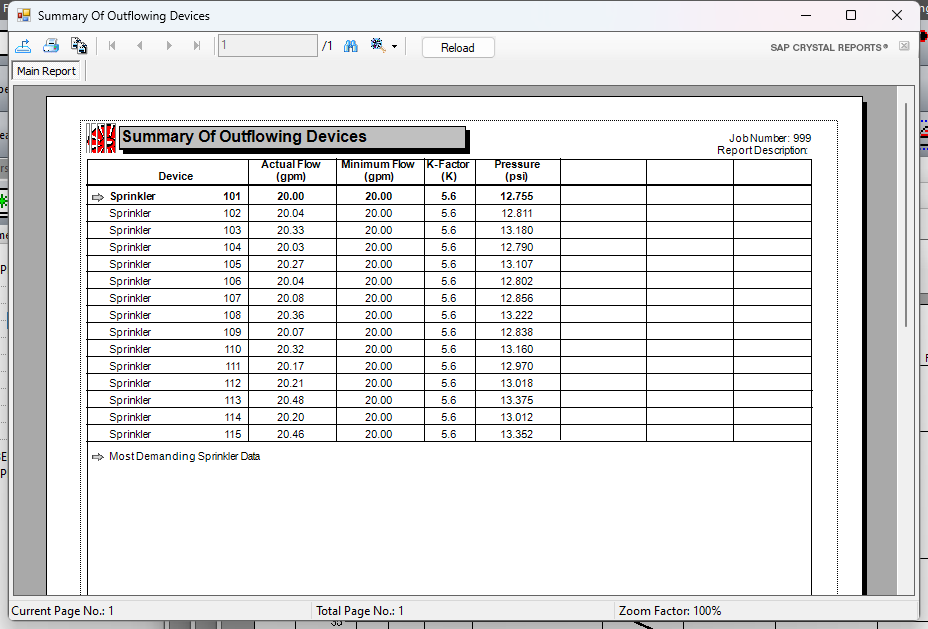 Summary Of Outflowing Devices
1 /1 Reload SAP CRYSTAL REPORTS®
Main Report
Summary Of Outflowing Devices
Job Number: 999
Report Description:
Device Actual Flow (gpm) Minimum Flow (gpm) K-Factor (K) Pressure (psi)
Sprinkler 101 20.00 20.00 5.6 12.755
Sprinkler 102 20.04 20.00 5.6 12.811
Sprinkler 103 20.33 20.00 5.6 13.180
Sprinkler 104 20.03 20.00 5.6 12.790
Sprinkler 105 20.27 20.00 5.6 13.107
Sprinkler 106 20.04 20.00 5.6 12.802
Sprinkler 107 20.08 20.00 5.6 12.856
Sprinkler 108 20.36 20.00 5.6 13.222
Sprinkler 109 20.07 20.00 5.6 12.838
Sprinkler 110 20.32 20.00 5.6 13.160
Sprinkler 111 20.17 20.00 5.6 12.970
Sprinkler 112 20.21 20.00 5.6 13.018
Sprinkler 113 20.48 20.00 5.6 13.375
Sprinkler 114 20.20 20.00 5.6 13.012
Sprinkler 115 20.46 20.00 5.6 13.352
Most Demanding Sprinkler Data
Current Page No.: 1 Total Page No.: 1 Zoom Factor: 100%